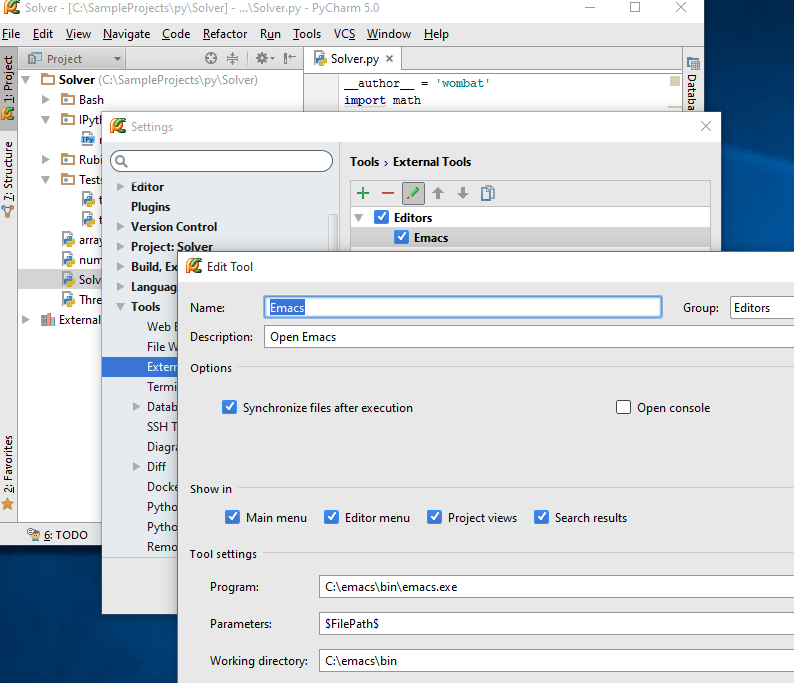 Solver - [C:\SampleProjects\py\Solver] - ...\Solver.py - PyCharm 5.0
File Edit View Navigate Code Refactor Run Tools VCS Window Help
1: Project
Z: Structure
2: Favorites
Project
Solver (C:\SampleProjects\py\Solver)
Bash
IPyth
Rubi
Tests
array
num
Solv
Thre
External
6: TODO
Solver.py
__author__ = 'wombat'
import math
Databa
Settings
Editor
Plugins
Version Control
Project: Solver
Build, Ex
Languag
Tools
Web B
File W
Extern
Termi
Datab
SSH T
Diagra
Diff
Docke
Pytho
Pytho
Remo
Tools › External Tools
Editors
Emacs
Edit Tool
Name: Emacs Group: Editors
Description: Open Emacs
Options
Synchronize files after execution Open console
Show in
Main menu Editor menu Project views Search results
Tool settings
Program: C:\emacs\bin\emacs.exe
Parameters: $FilePath$
Working directory: C:\emacs\bin